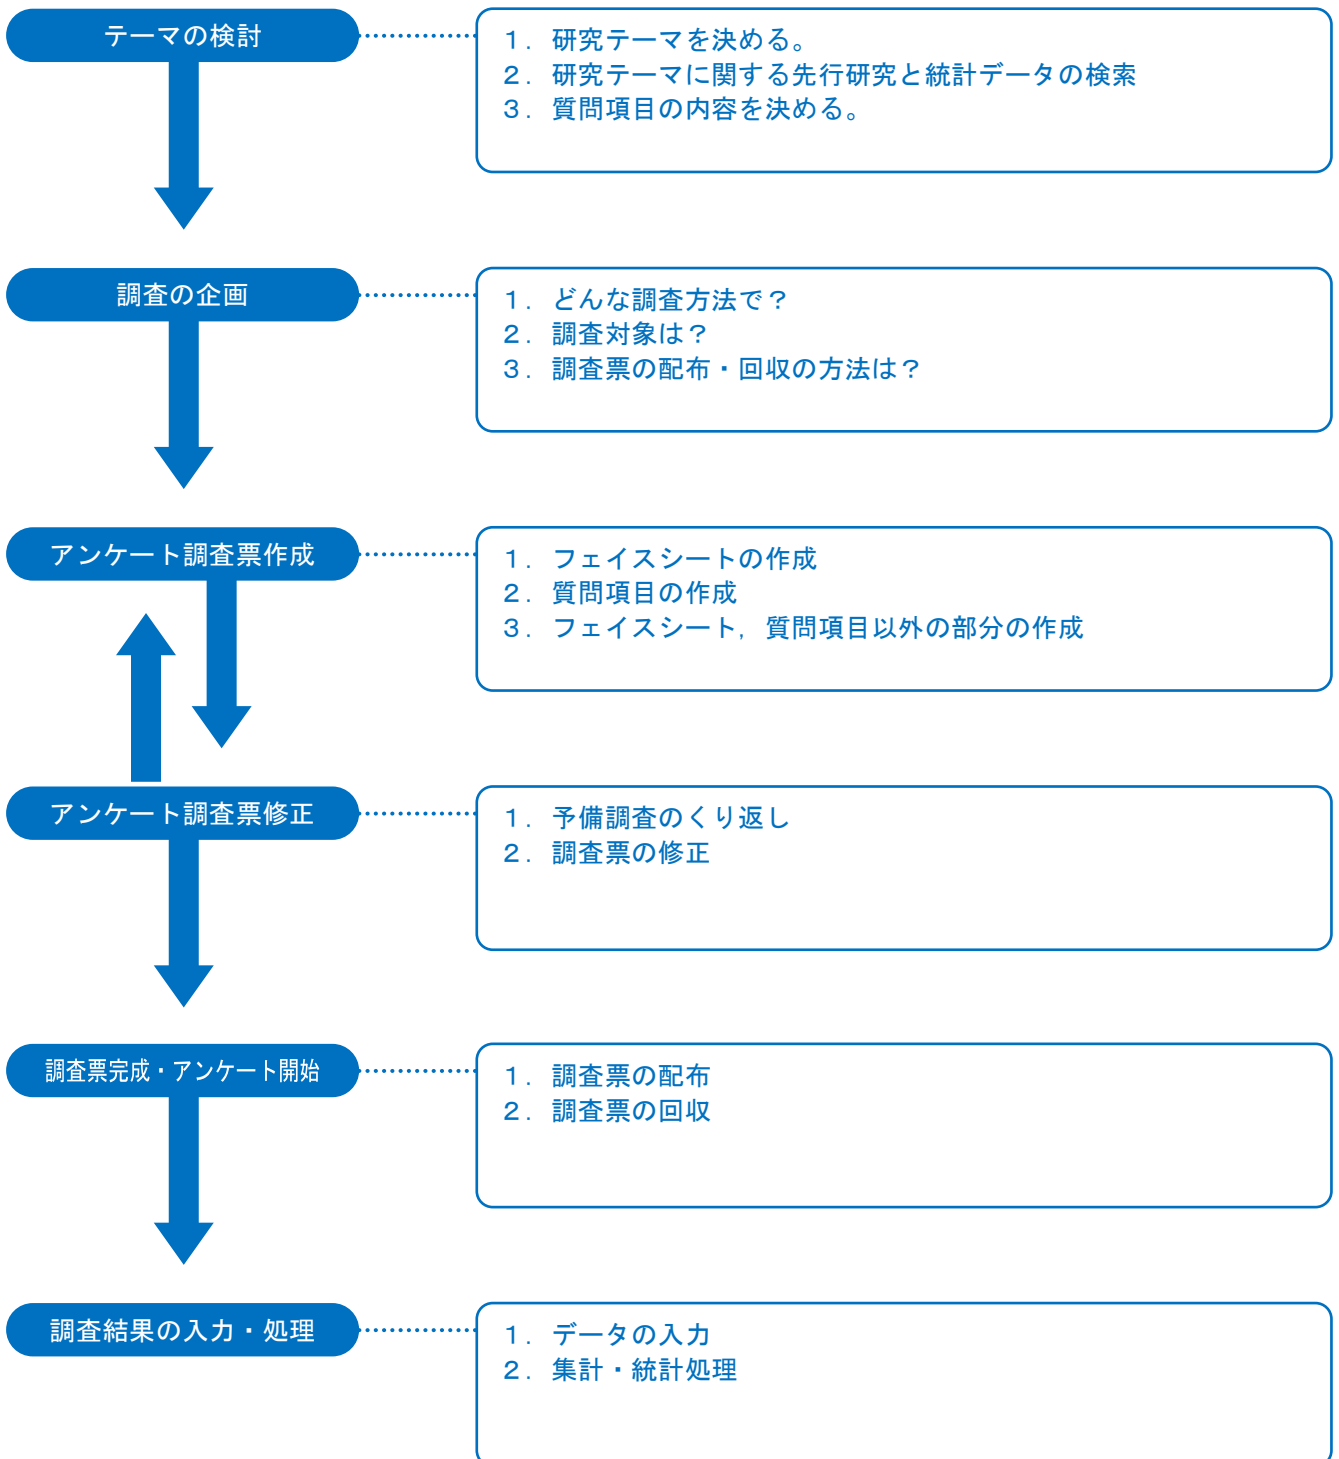 テーマの検討
1．研究テーマを決める。
2．研究テーマに関する先行研究と統計データの検索
3．質問項目の内容を決める。
調査の企画
1．どんな調査方法で？
2．調査対象は？
3．調査票の配布・回収の方法は？
アンケート調査票作成
1．フェイスシートの作成
2．質問項目の作成
3．フェイスシート，質問項目以外の部分の作成
アンケート調査票修正
1．予備調査のくり返し
2．調査票の修正
調査票完成・アンケート開始
1．調査票の配布
2．調査票の回収
調査結果の入力・処理
1．データの入力
2．集計・統計処理